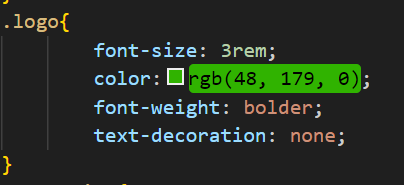 .logo{
font-size: 3rem;
color: rgb(48, 179, 0);
font-weight: bolder;
text-decoration: none;
}